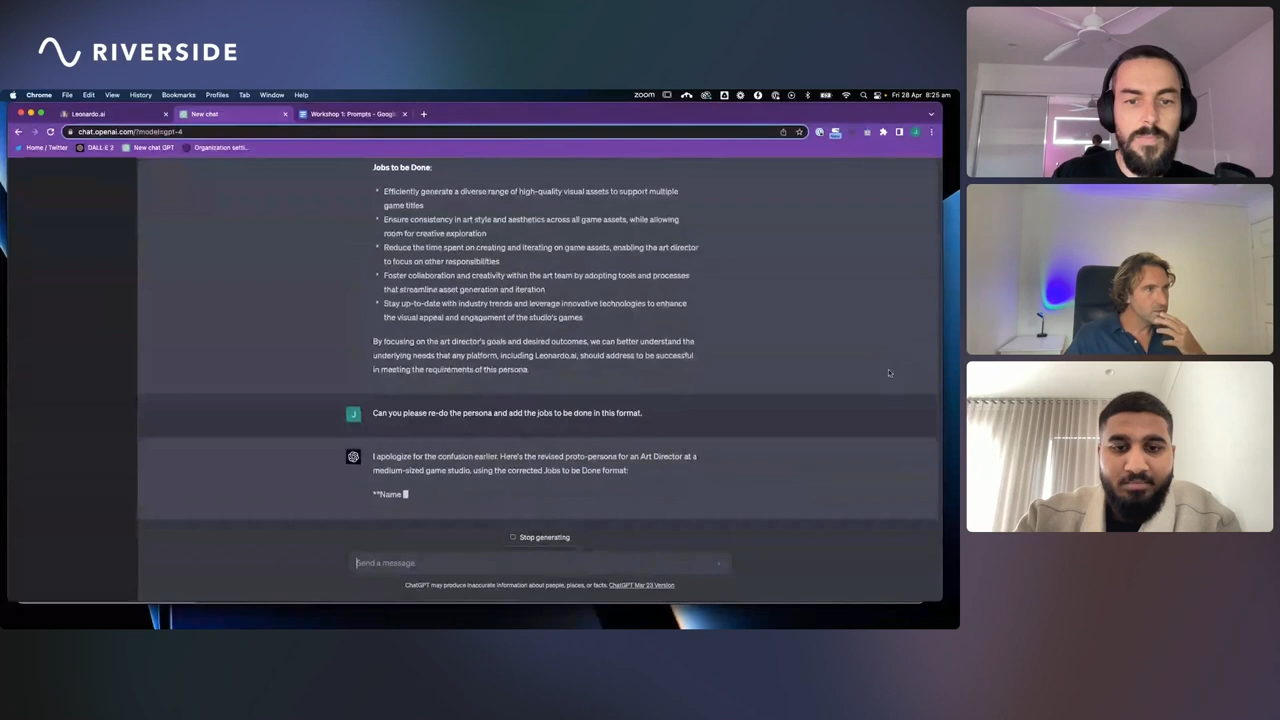 RIVERSIDE
Chrome File Edit View History Bookmarks Profiles Tab Window Help zoom Fri 28 Apr 8:25 am
Leonardo.ai New chat Workshop 1: Prompts - Goog
chat.openai.com/?model=gpt-4
Home / Twitter DALL·E 2 New chat GPT Organization setti...
Jobs to be Done:
* Efficiently generate a diverse range of high-quality visual assets to support multiple
game titles
* Ensure consistency in art style and aesthetics across all game assets, while allowing
room for creative exploration
* Reduce the time spent on creating and iterating on game assets, enabling the art director
to focus on other responsibilities
* Foster collaboration and creativity within the art team by adopting tools and processes
that streamline asset generation and iteration
* Stay up-to-date with industry trends and leverage innovative technologies to enhance
the visual appeal and engagement of the studio's games
By focusing on the art director's goals and desired outcomes, we can better understand the
underlying needs that any platform, including Leonardo.ai, should address to be successful
in meeting the requirements of this persona.
J Can you please re-do the persona and add the jobs to be done in this format.
I apologize for the confusion earlier. Here's the revised proto-persona for an Art Director at a
medium-sized game studio, using the corrected Jobs to be Done format:
**Name
Stop generating
Send a message.
ChatGPT may produce inaccurate information about people, places, or facts. ChatGPT Mar 23 Version